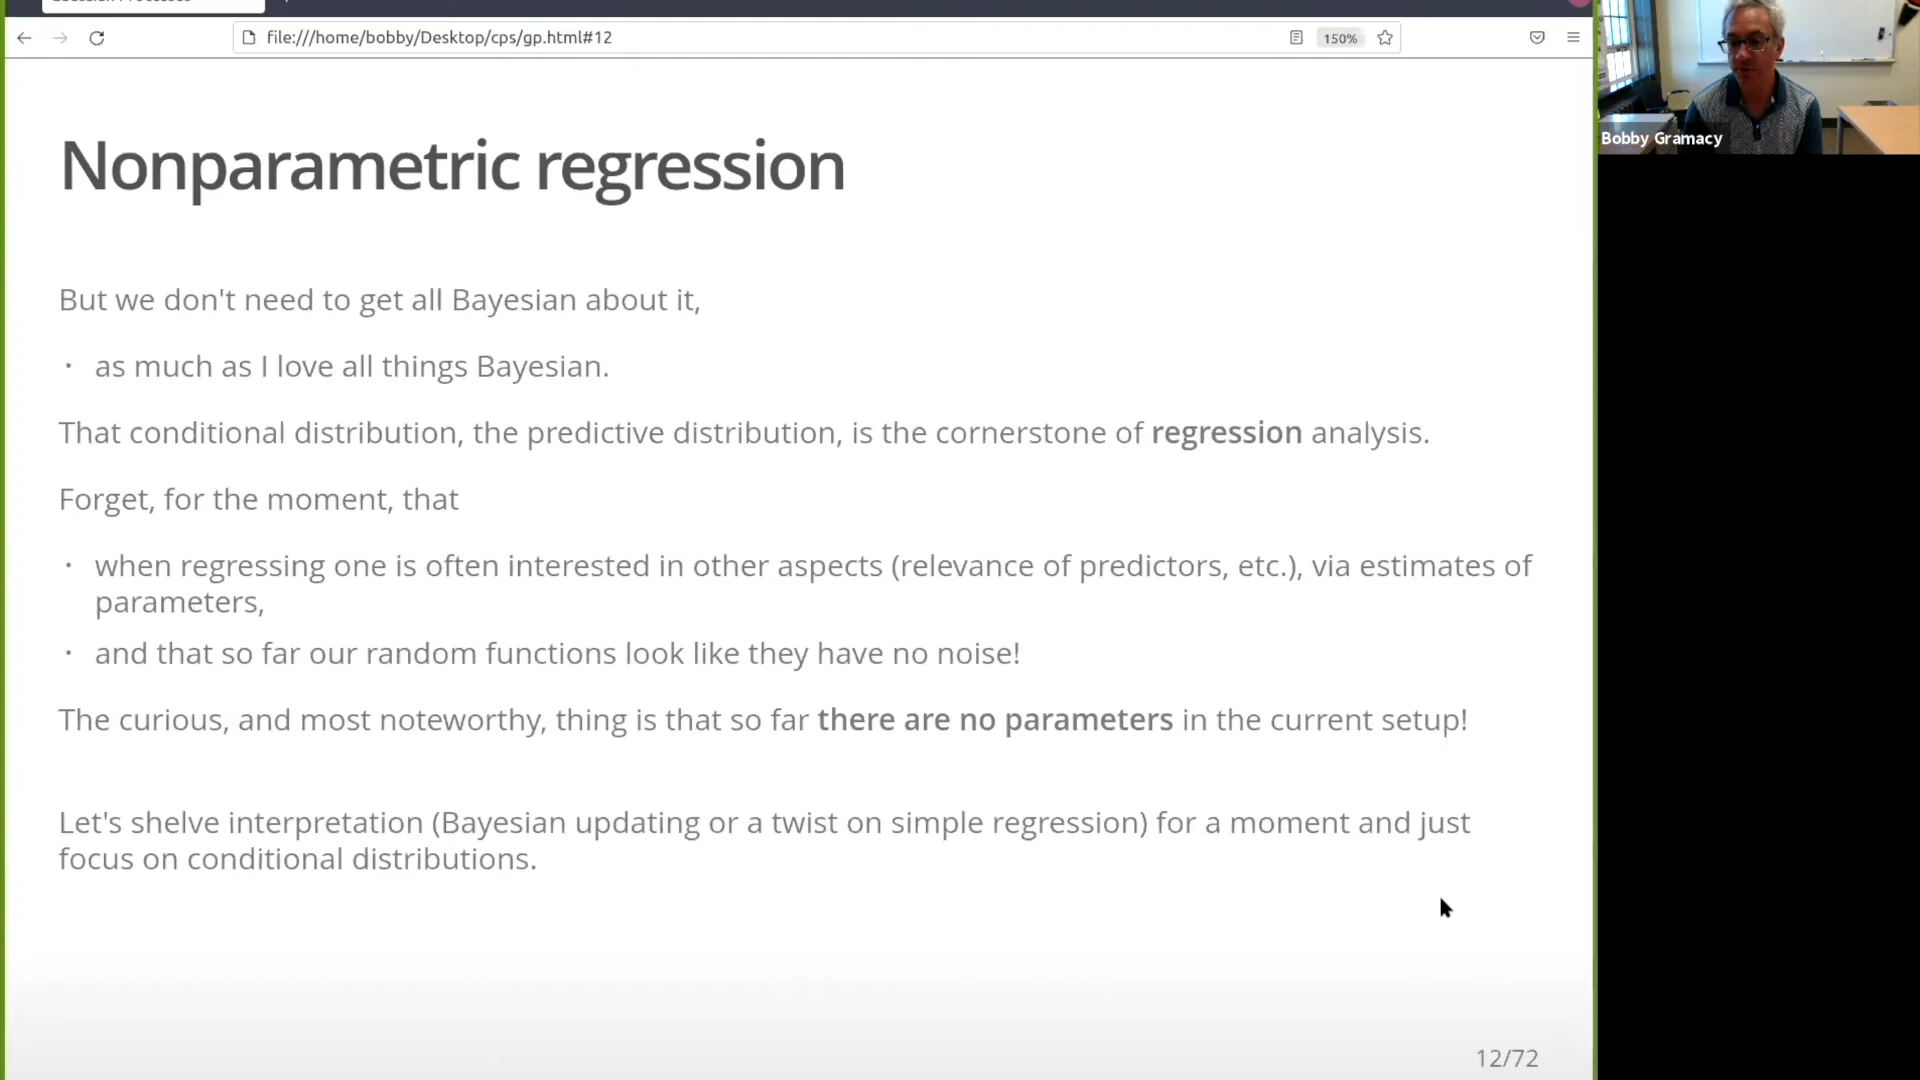 file:///home/bobby/Desktop/cps/gp.html#12
150%
Bobby Gramacy
Nonparametric regression
But we don't need to get all Bayesian about it,
· as much as I love all things Bayesian.
That conditional distribution, the predictive distribution, is the cornerstone of regression analysis.
Forget, for the moment, that
· when regressing one is often interested in other aspects (relevance of predictors, etc.), via estimates of
parameters,
· and that so far our random functions look like they have no noise!
The curious, and most noteworthy, thing is that so far there are no parameters in the current setup!
Let's shelve interpretation (Bayesian updating or a twist on simple regression) for a moment and just
focus on conditional distributions.
12/72